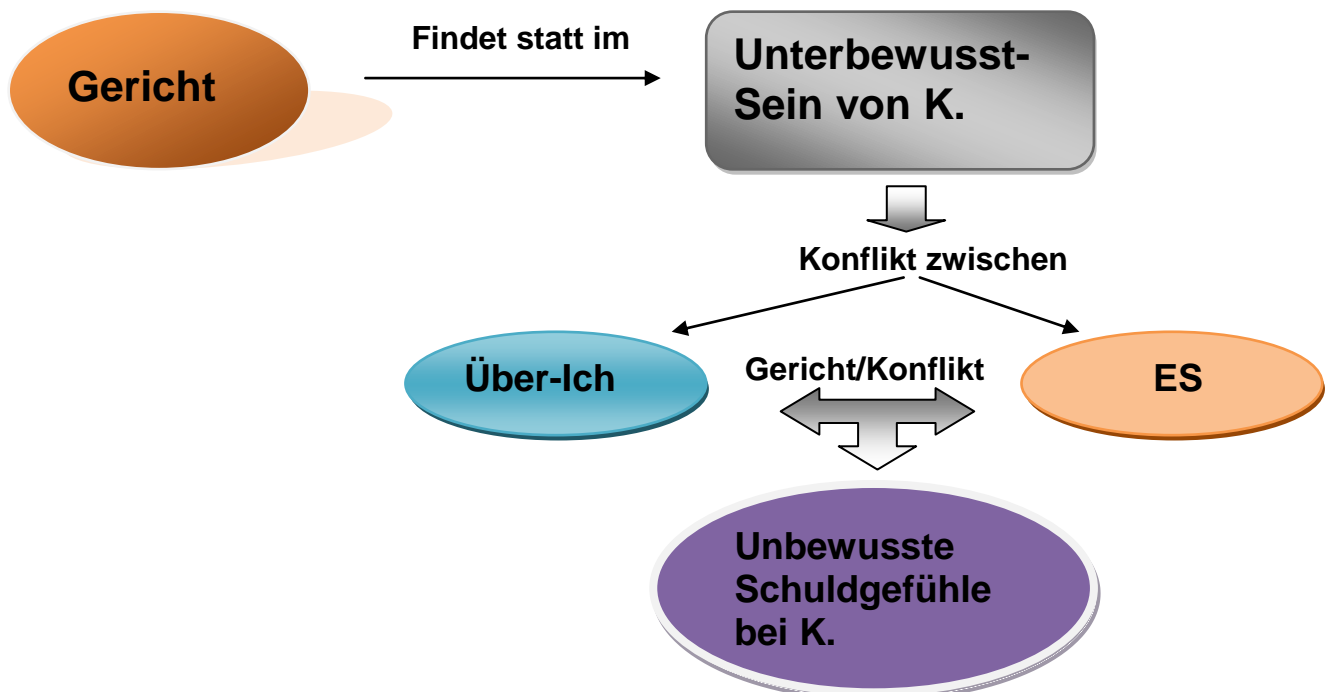 Gericht
Findet statt im
Unterbewusst-
Sein von K.
Konflikt zwischen
Über-Ich
Gericht/Konflikt
ES
Unbewusste
Schuldgefühle
bei K.